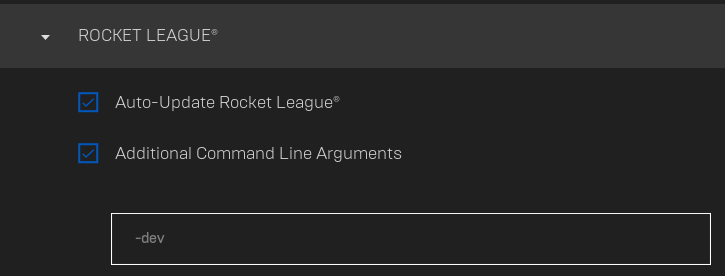 ROCKET LEAGUE®
Auto-Update Rocket League®
Additional Command Line Arguments
-dev